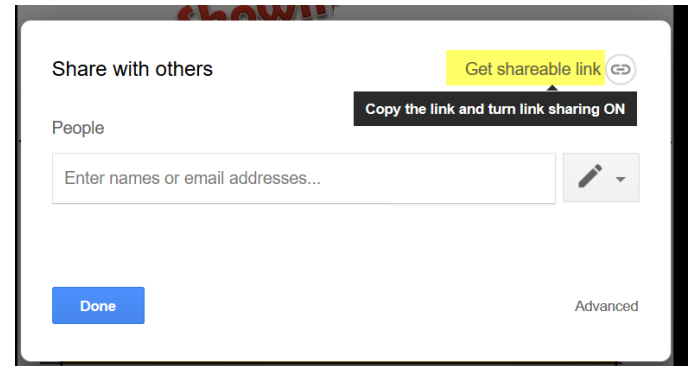 Share with others
Get shareable link
Copy the link and turn link sharing ON
People
Enter names or email addresses...
Done
Advanced